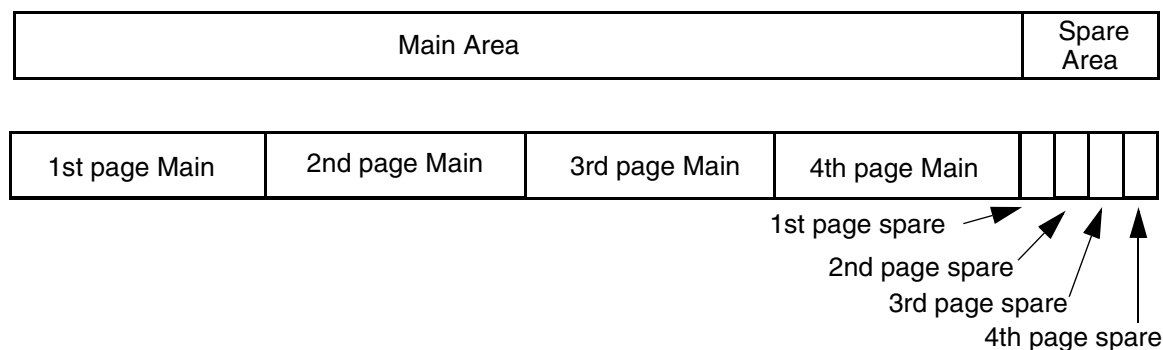 Main Area
Spare
Area
1st page Main
2nd page Main
3rd page Main
4th page Main
1st page spare
2nd page spare
3rd page spare
4th page spare